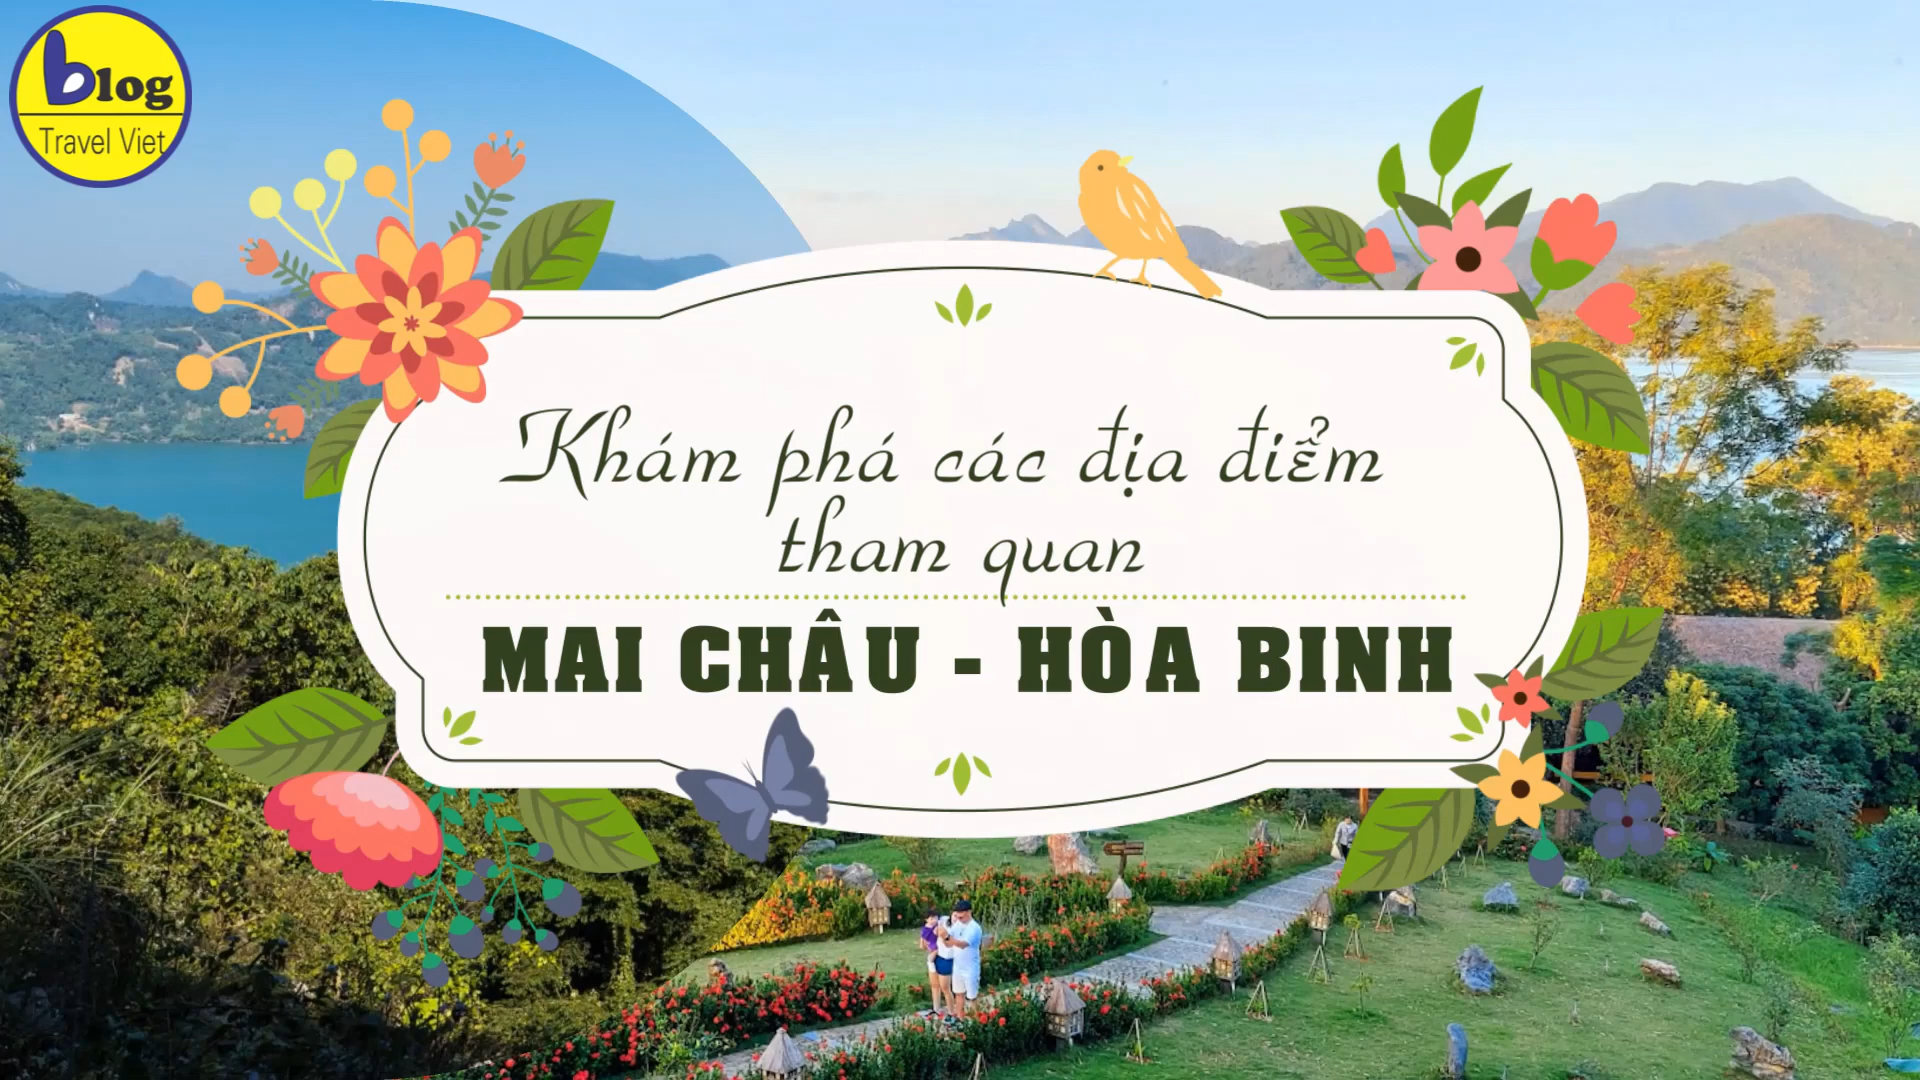 blog
Travel Viet
Khám phá các địa điểm
tham quan
MAI CHÂU - HÒA BINH